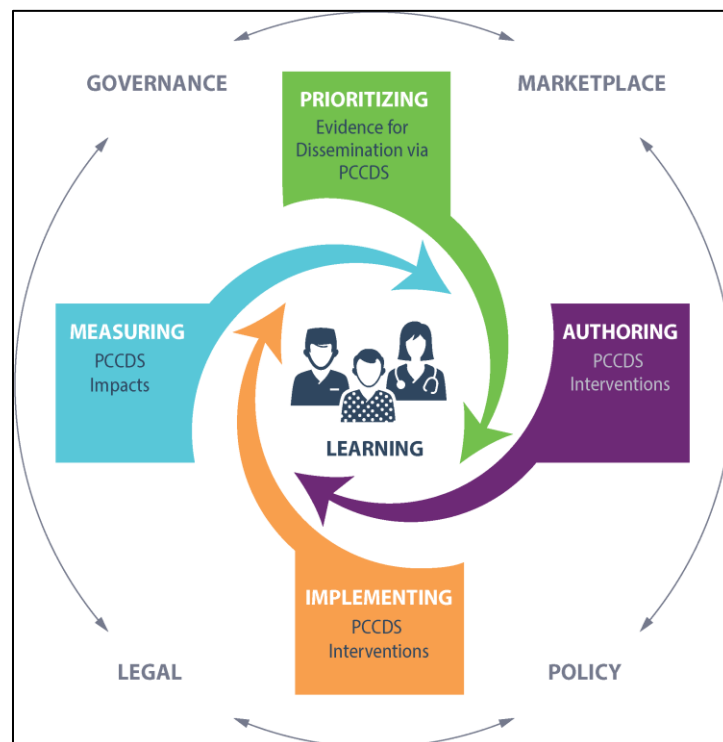 GOVERNANCE
MARKETPLACE
PRIORITIZING
Evidence for
Dissemination via
PCCDS
MEASURING
PCCDS
Impacts
AUTHORING
PCCDS
Interventions
LEARNING
IMPLEMENTING
PCCDS
Interventions
LEGAL
POLICY